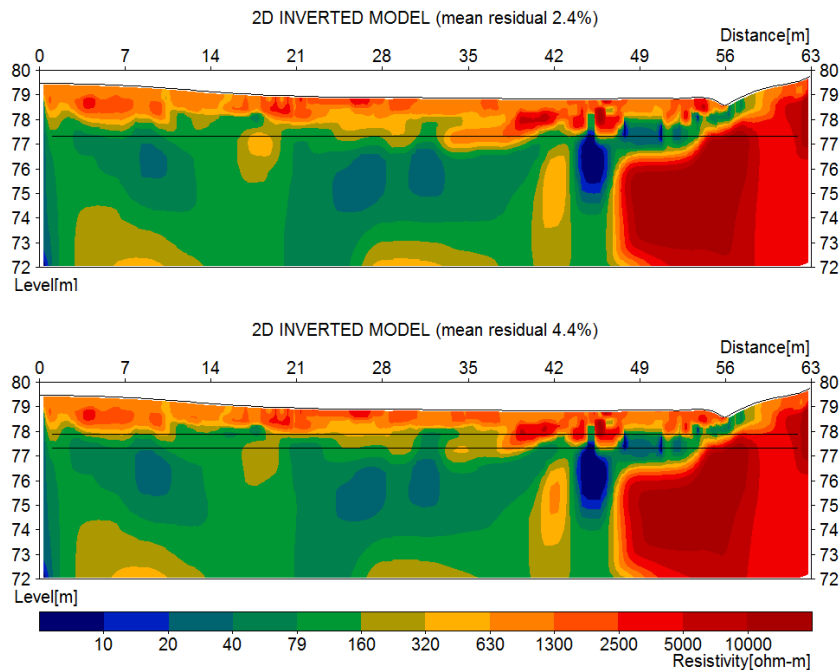 2D INVERTED MODEL (mean residual 2.4%)
Distance[m]
0 7 14 21 28 35 42 49 56 63
80 80
79 79
78 78
77 77
76 76
75 75
74 74
73 73
72 72
Level[m]
2D INVERTED MODEL (mean residual 4.4%)
Distance[m]
0 7 14 21 28 35 42 49 56 63
80 80
79 79
78 78
77 77
76 76
75 75
74 74
73 73
72 72
Level[m]
10 20 40 79 160 320 630 1300 2500 5000 10000
Resistivity[ohm-m]